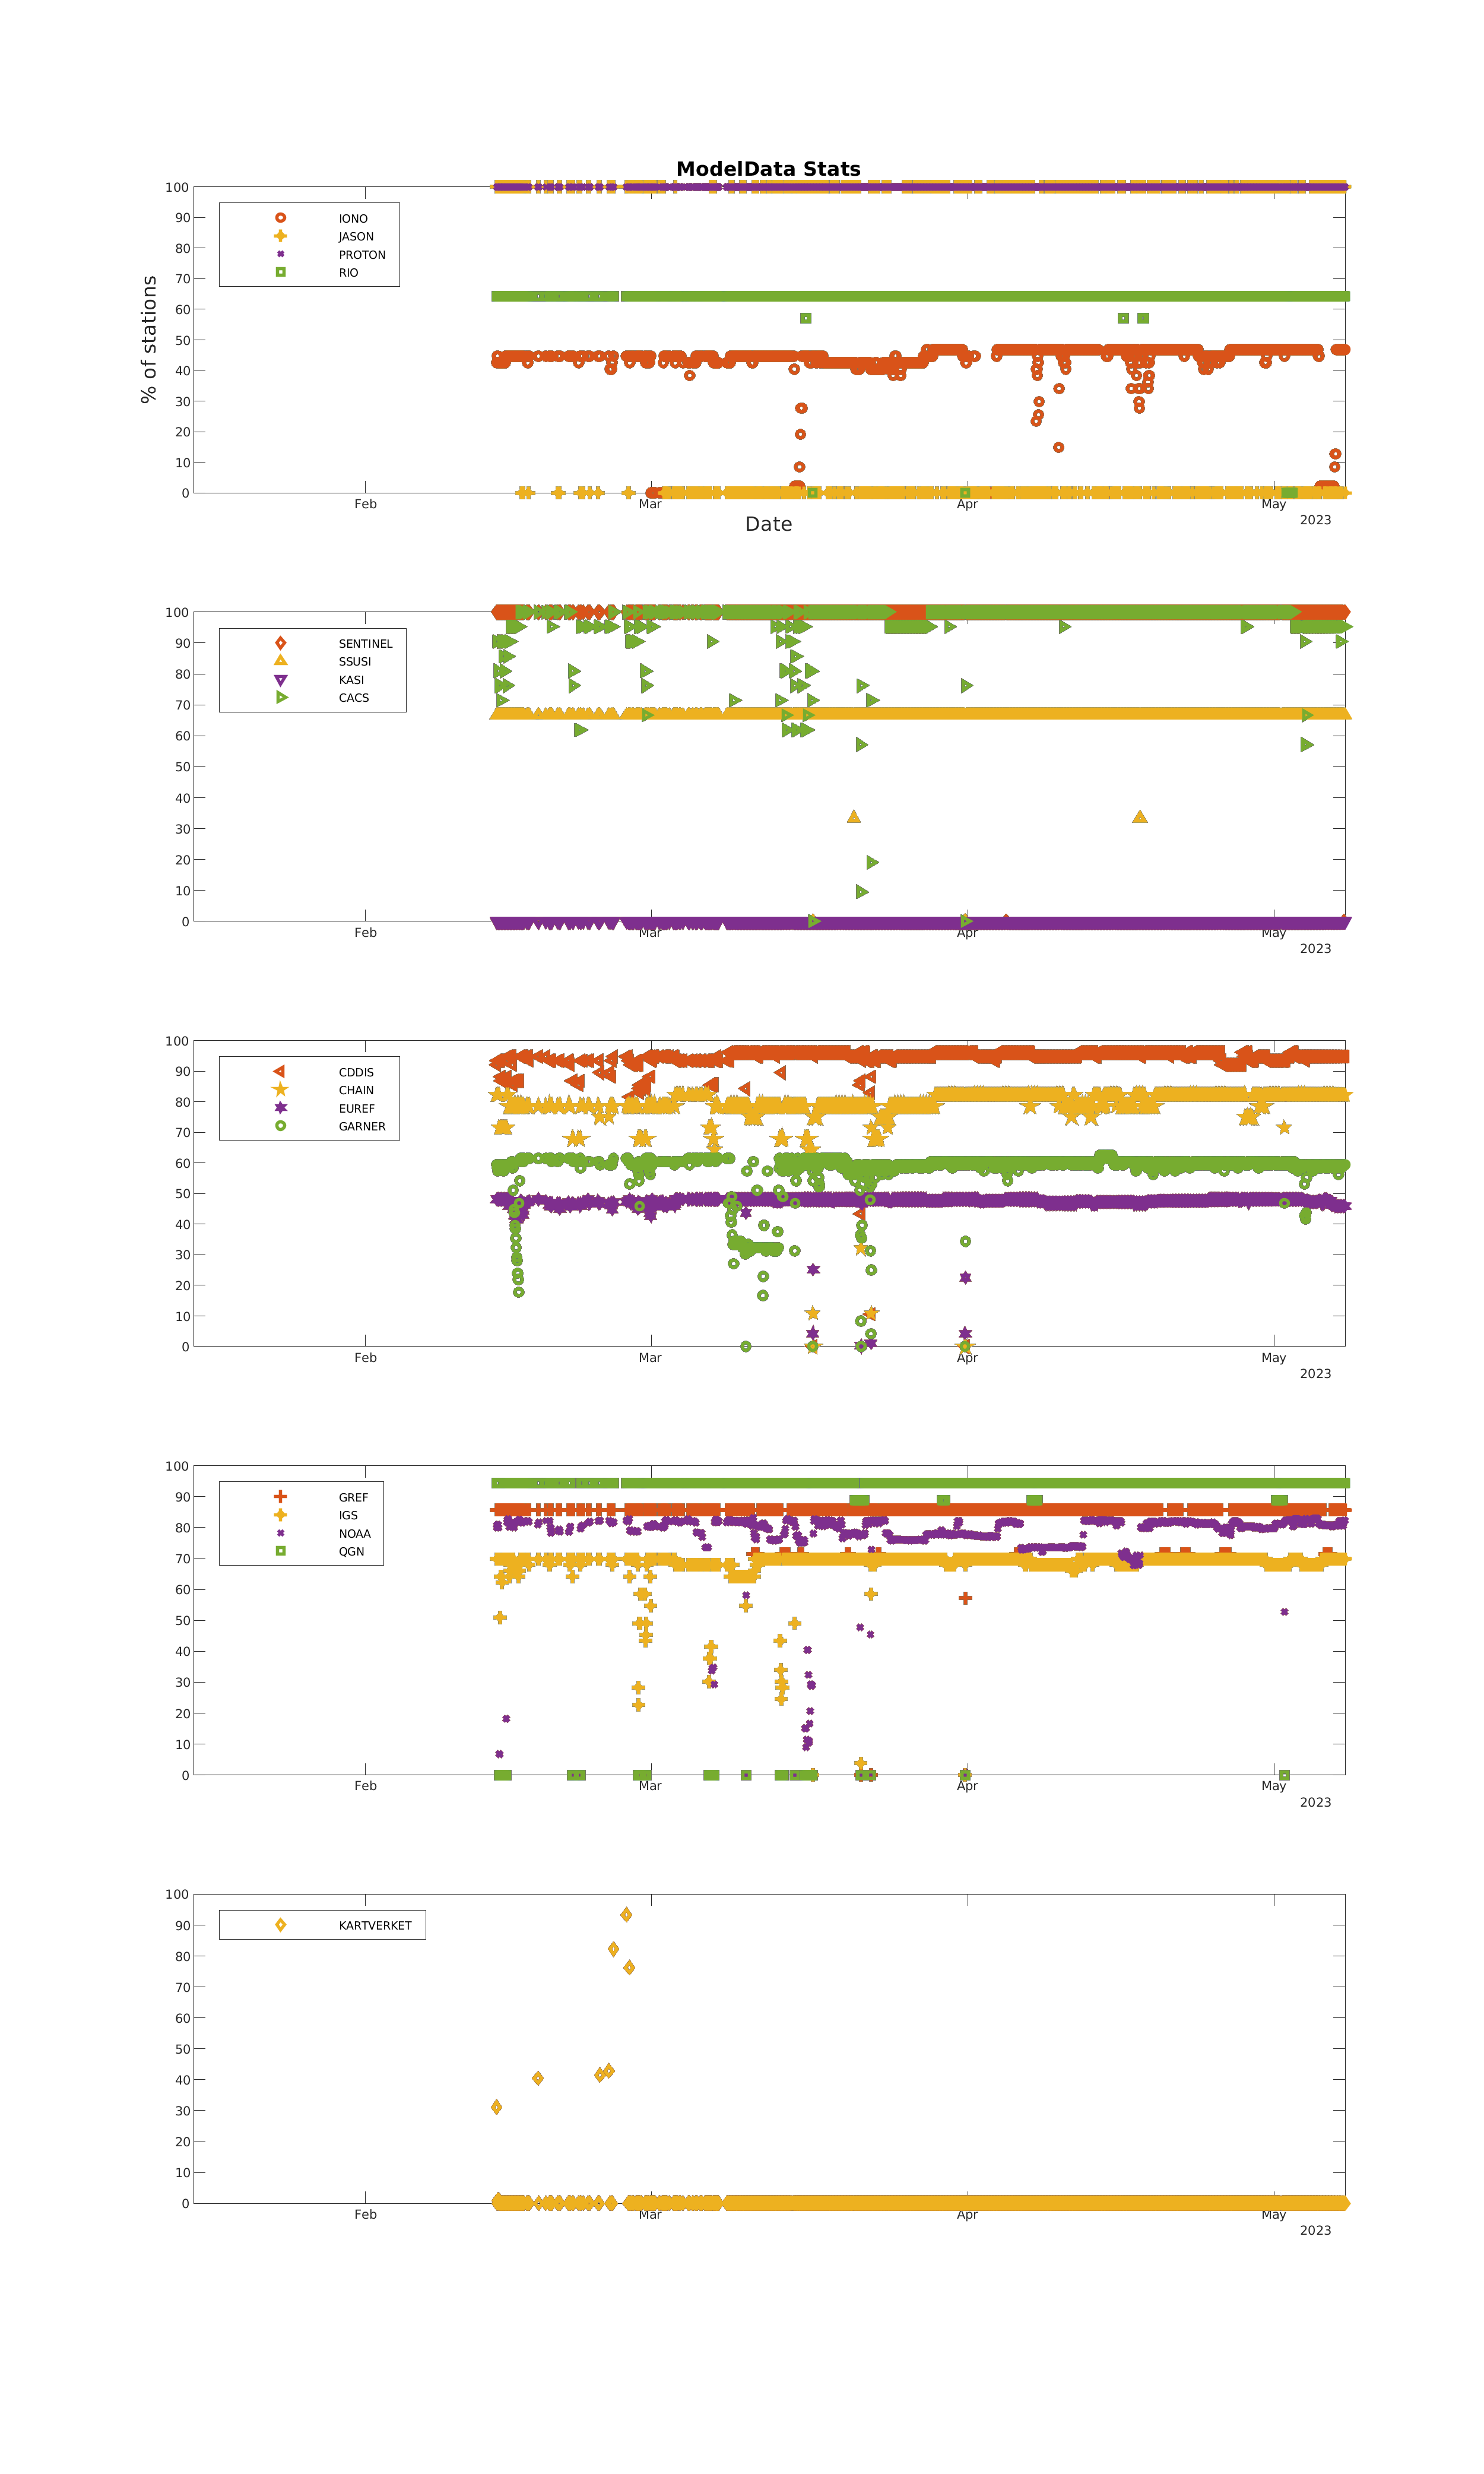 ModelData Stats
% of stations
100
90
80
70
60
50
40
30
20
10
0
IONO
JASON
PROTON
RIO
Feb Mar Apr May
2023
Date
100
90
80
70
60
50
40
30
20
10
0
SENTINEL
SSUSI
KASI
CACS
Feb Mar Apr May
2023
100
90
80
70
60
50
40
30
20
10
0
CDDIS
CHAIN
EUREF
GARNER
Feb Mar Apr May
2023
100
90
80
70
60
50
40
30
20
10
0
GREF
IGS
NOAA
QGN
Feb Mar Apr May
2023
100
90
80
70
60
50
40
30
20
10
0
KARTVERKET
Feb Mar Apr May
2023